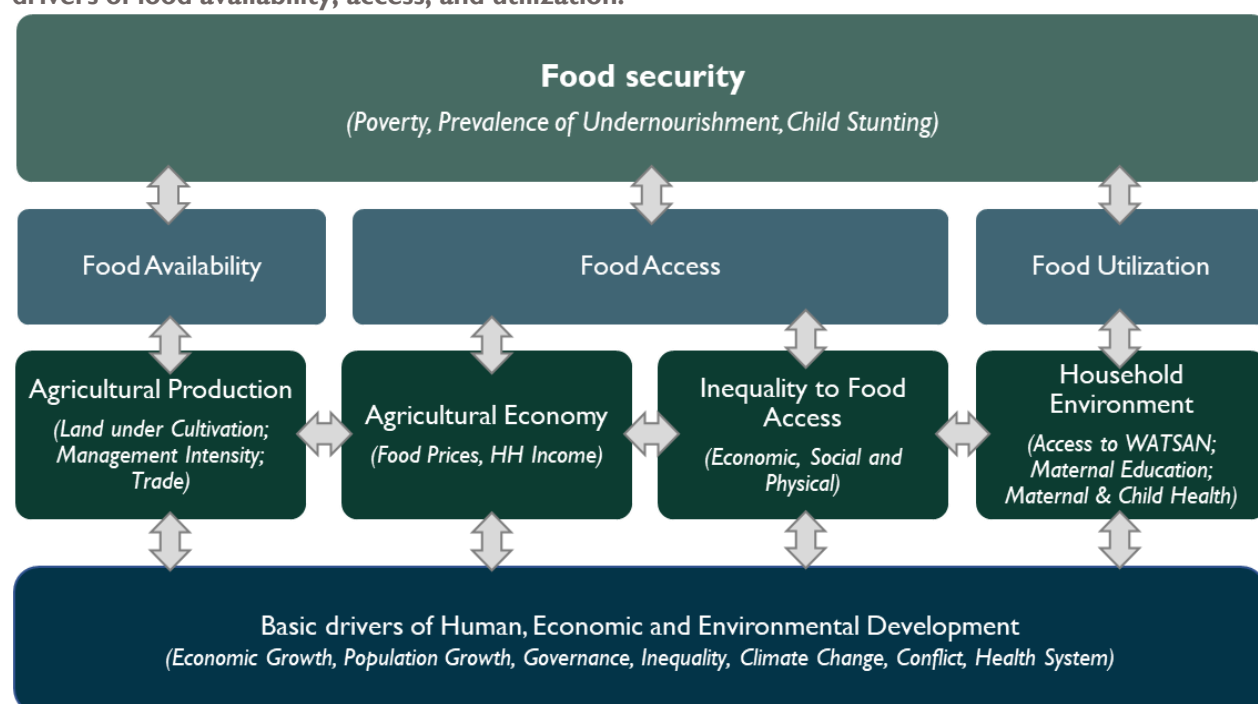 drivers of food availability, access, and utilization.
Food security
(Poverty, Prevalence of Undernourishment, Child Stunting)
Food Availability
Food Access
Food Utilization
Agricultural Production
(Land under Cultivation;
Management Intensity;
Trade)
Agricultural Economy
(Food Prices, HH Income)
Inequality to Food
Access
(Economic, Social and
Physical)
Household
Environment
(Access to WATSAN;
Maternal Education;
Maternal & Child Health)
Basic drivers of Human, Economic and Environmental Development
(Economic Growth, Population Growth, Governance, Inequality, Climate Change, Conflict, Health System)